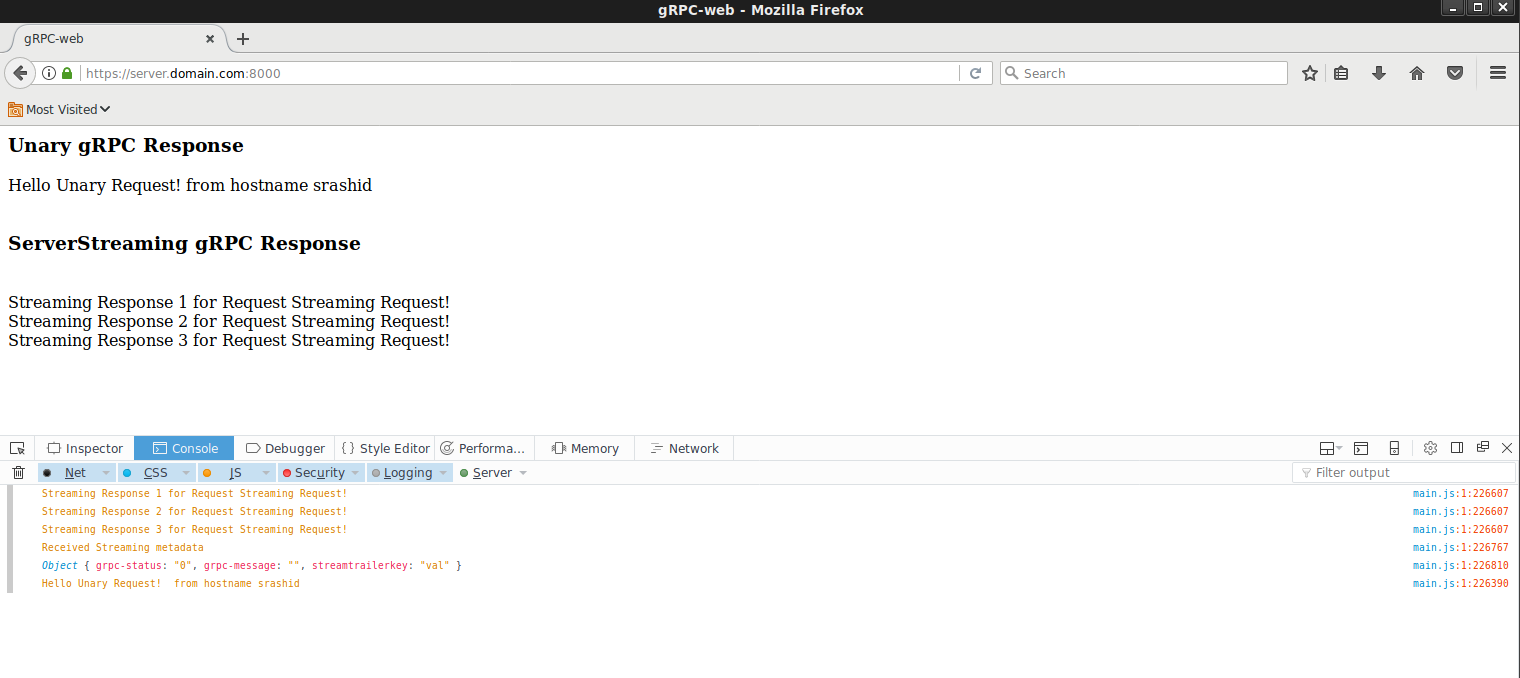 gRPC-web - Mozilla Firefox
gRPC-web
https://server.domain.com:8000
Search
Most Visited
Unary gRPC Response
Hello Unary Request! from hostname srashid
ServerStreaming gRPC Response
Streaming Response 1 for Request Streaming Request!
Streaming Response 2 for Request Streaming Request!
Streaming Response 3 for Request Streaming Request!
Inspector Console Debugger { } Style Editor Performa... Memory Network
Net CSS JS Security Logging Server Filter output
Streaming Response 1 for Request Streaming Request! main.js:1:226607
Streaming Response 2 for Request Streaming Request! main.js:1:226607
Streaming Response 3 for Request Streaming Request! main.js:1:226607
Received Streaming metadata main.js:1:226767
Object { grpc-status: "0", grpc-message: "", streamtrailerkey: "val" } main.js:1:226810
Hello Unary Request!  from hostname srashid main.js:1:226390